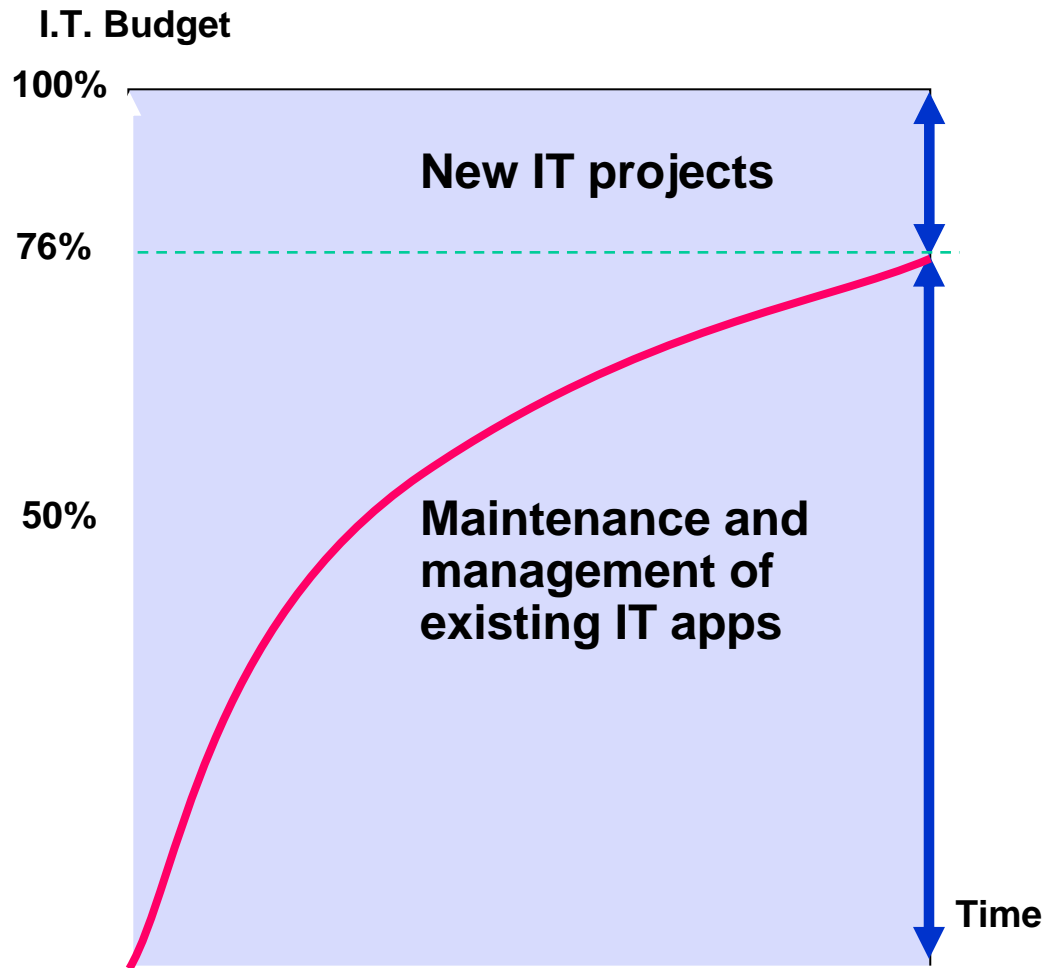 I.T. Budget
100%
New IT projects
76%
50%
Maintenance and
management of
existing IT apps
Time